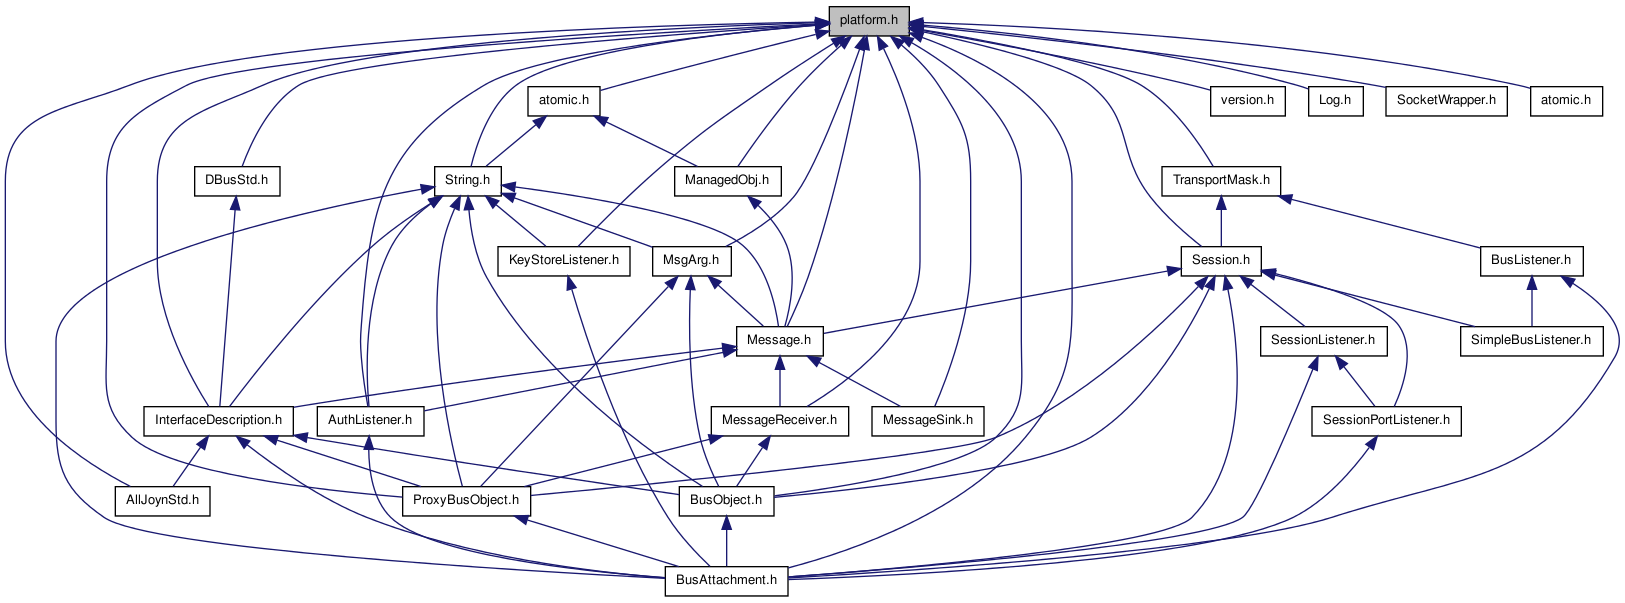 platform.h
atomic.h
version.h
Log.h
SocketWrapper.h
atomic.h
DBusStd.h
String.h
ManagedObj.h
TransportMask.h
KeyStoreListener.h
MsgArg.h
Session.h
BusListener.h
Message.h
SessionListener.h
SimpleBusListener.h
InterfaceDescription.h
AuthListener.h
MessageReceiver.h
MessageSink.h
SessionPortListener.h
AllJoynStd.h
ProxyBusObject.h
BusObject.h
BusAttachment.h